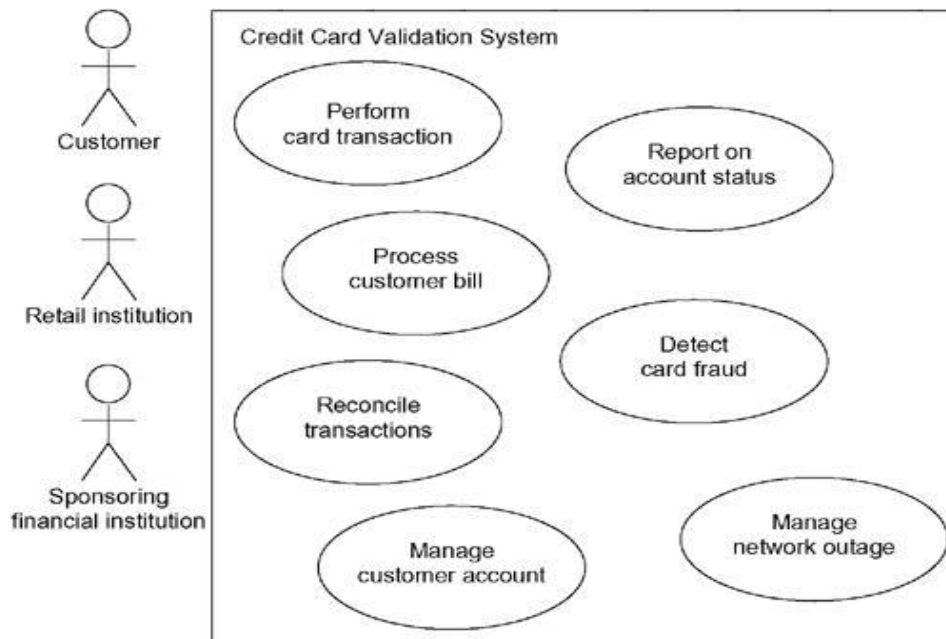 Credit Card Validation System
Customer
Retail institution
Sponsoring
financial institution
Perform
card transaction
Report on
account status
Process
customer bill
Detect
card fraud
Reconcile
transactions
Manage
customer account
Manage
network outage